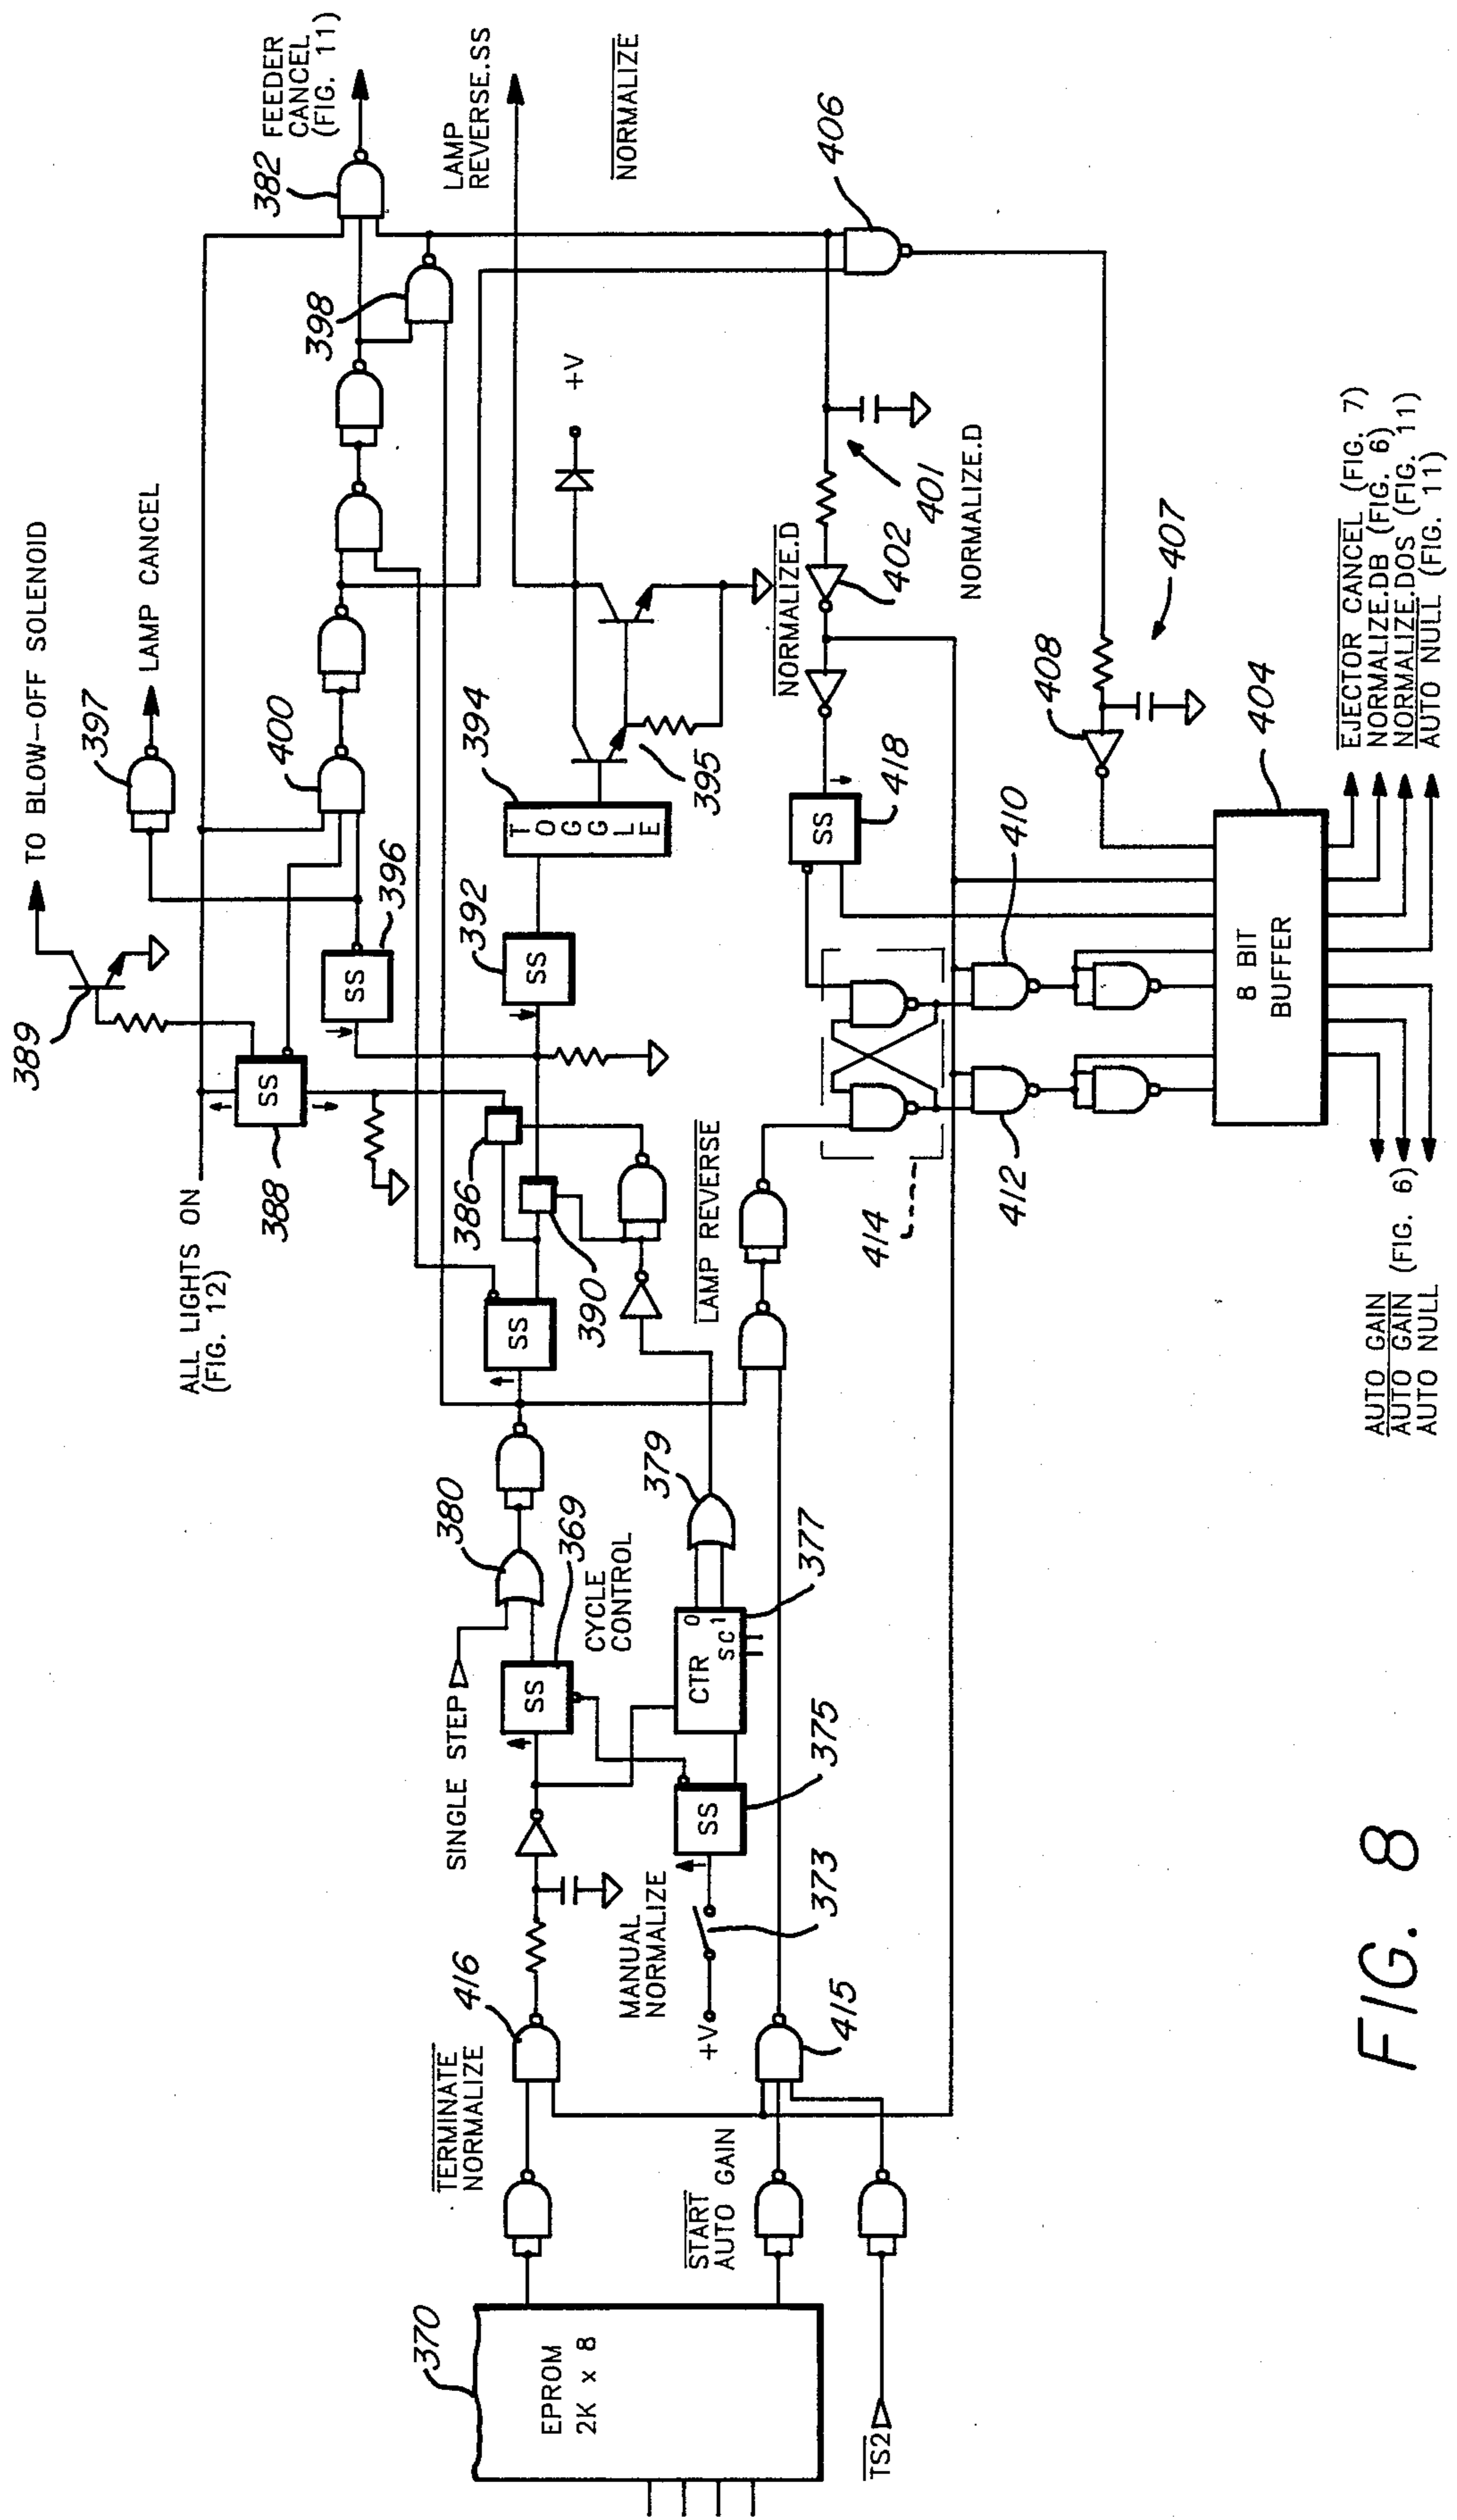 389
TO BLOW-OFF SOLENOID
397
LAMP CANCEL
382
FEEDER
CANCEL
(FIG. 11)
ALL LIGHTS ON
(FIG. 12)
388
SS
396
SS
400
398
LAMP
REVERSE.SS
NORMALIZE
386
390
392
SS
394
TOGGLE
395
+V
SS
380
SINGLE STEP
369
SS
CYCLE
CONTROL
379
377
CTR
0
1
SC
375
SS
373
MANUAL
NORMALIZE
+V
416
TERMINATE
NORMALIZE
415
START
AUTO GAIN
370
EPROM
2K x 8
TS2
LAMP REVERSE
414
412
410
418
SS
NORMALIZE.D
402
401
NORMALIZE.D
406
407
408
404
8 BIT
BUFFER
EJECTOR CANCEL (FIG. 7)
NORMALIZE.DB (FIG. 6)
NORMALIZE.DOS (FIG. 11)
AUTO NULL (FIG. 11)
AUTO GAIN
AUTO GAIN (FIG. 6)
AUTO NULL
FIG. 8